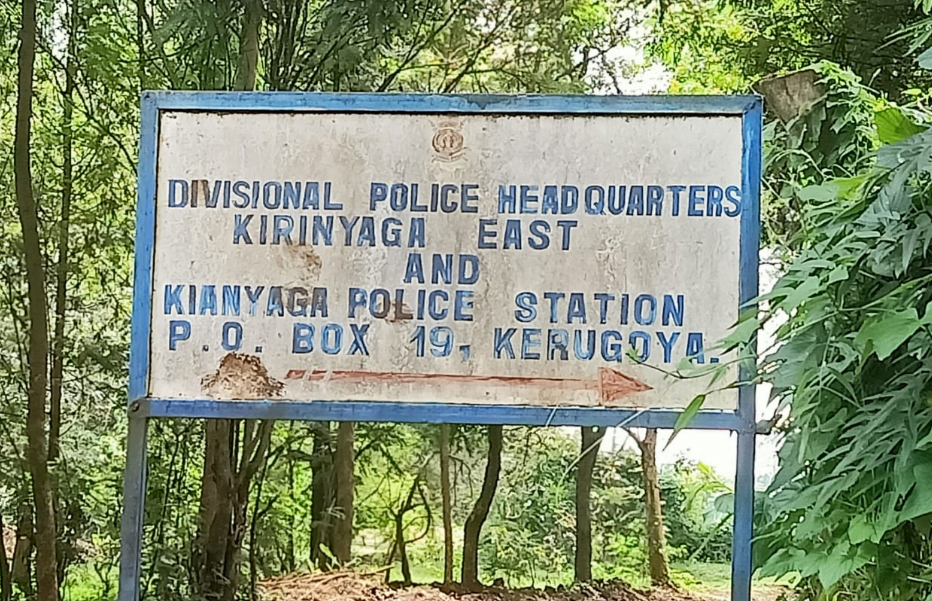 DIVISIONAL POLICE HEADQUARTERS
KIRINYAGA EAST
AND
KIANYAGA POLICE STATION
P.O. BOX 19, KERUGOYA.